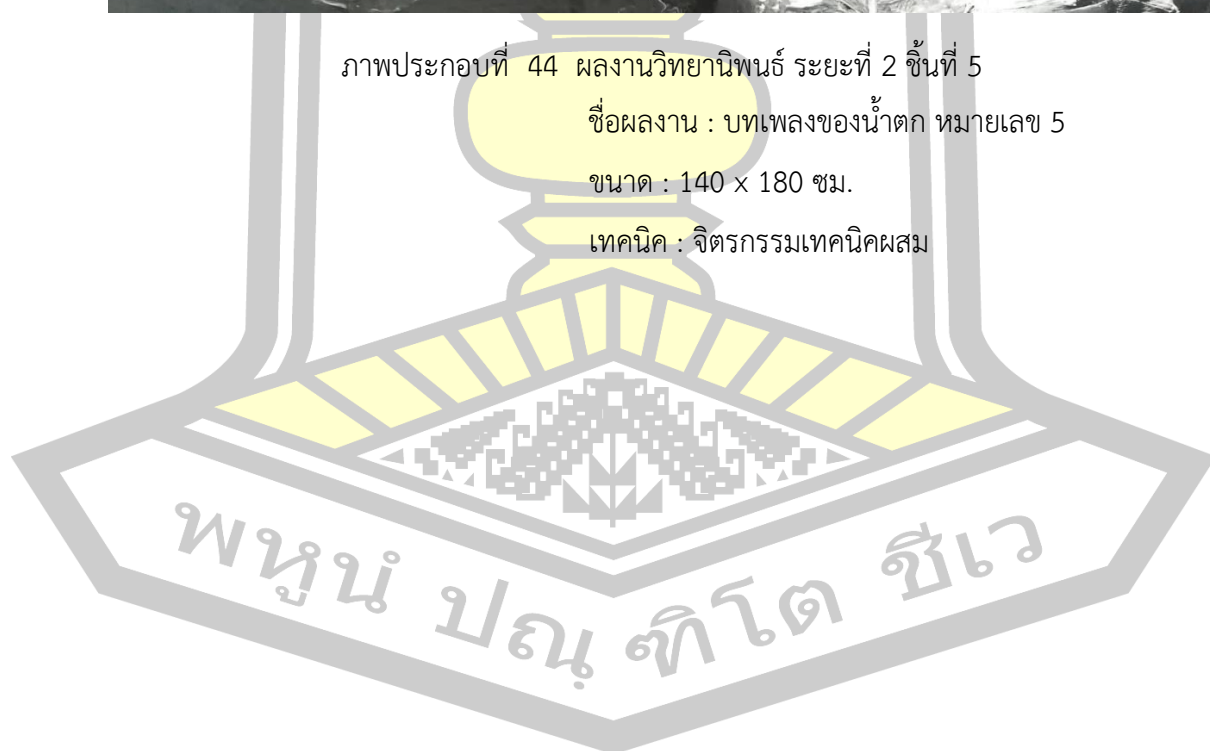 ภาพประกอบที่ 44 ผลงานวิทยานิพนธ์ ระยะที่ 2 ชิ้นที่ 5
ชื่อผลงาน : บทเพลงของน้ำตก หมายเลข 5
ขนาด : 140 x 180 ซม.
เทคนิค : จิตรกรรมเทคนิคผสม
พหูนํ ปณฺฑิโต ชีเว